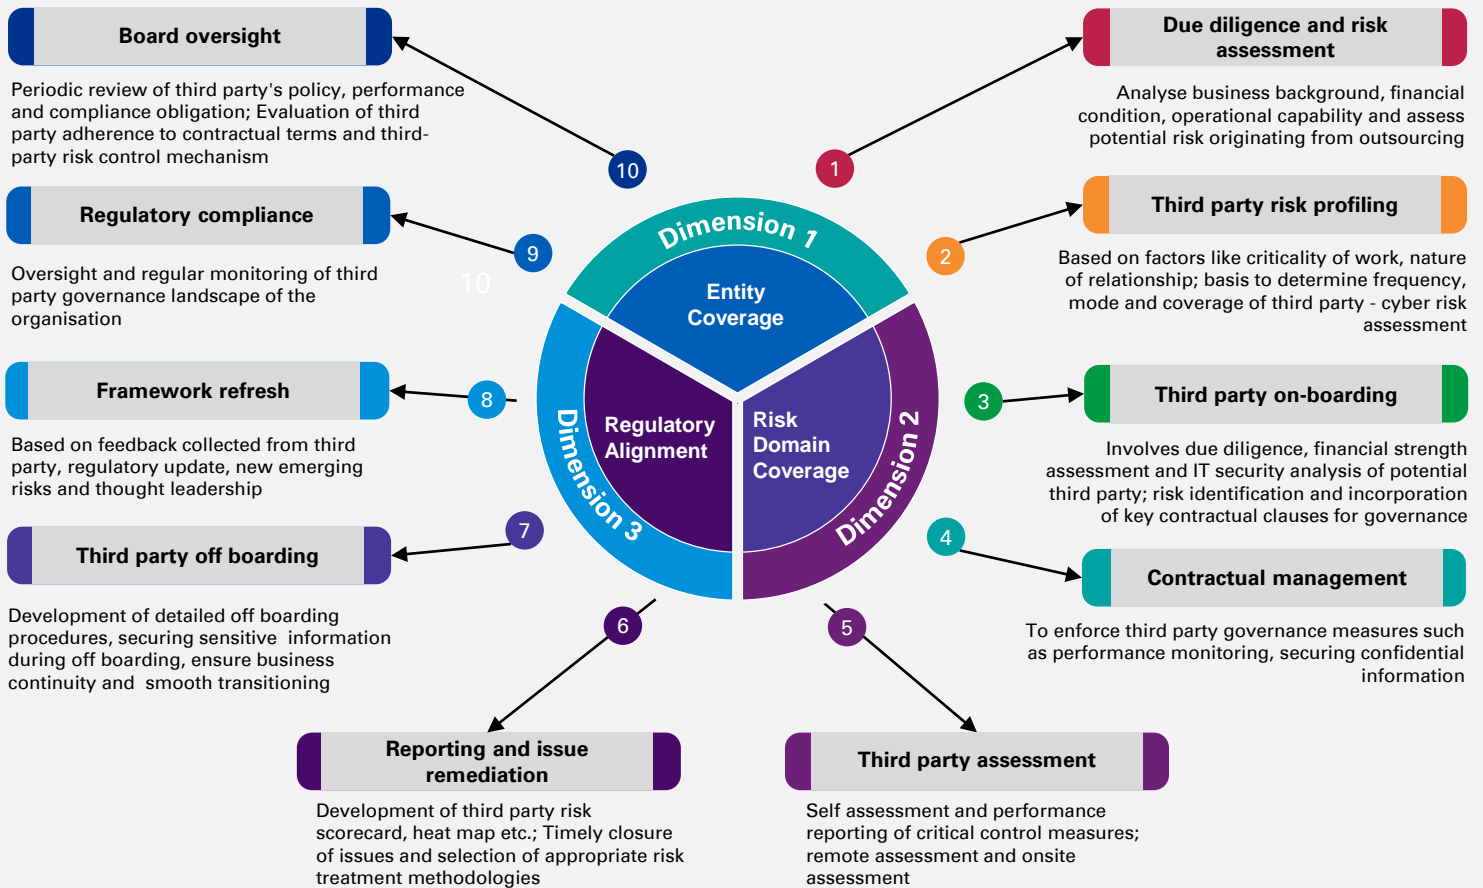 Board oversight
Periodic review of third party's policy, performance
and compliance obligation; Evaluation of third
party adherence to contractual terms and third-
party risk control mechanism
Regulatory compliance
Oversight and regular monitoring of third
party governance landscape of the
organisation
Framework refresh
Based on feedback collected from third
party, regulatory update, new emerging
risks and thought leadership
Third party off boarding
Development of detailed off boarding
procedures, securing sensitive information
during off boarding, ensure business
continuity and smooth transitioning
10
9
10
8
7
6
Dimension 1
Entity
Coverage
Dimension 3
Regulatory
Alignment
Dimension 2
Risk
Domain
Coverage
1
2
3
4
5
Due diligence and risk
assessment
Analyse business background, financial
condition, operational capability and assess
potential risk originating from outsourcing
Third party risk profiling
Based on factors like criticality of work, nature
of relationship; basis to determine frequency,
mode and coverage of third party - cyber risk
assessment
Third party on-boarding
Involves due diligence, financial strength
assessment and IT security analysis of potential
third party; risk identification and incorporation
of key contractual clauses for governance
Contractual management
To enforce third party governance measures such
as performance monitoring, securing confidential
information
Reporting and issue
remediation
Development of third party risk
scorecard, heat map etc.; Timely closure
of issues and selection of appropriate risk
treatment methodologies
Third party assessment
Self assessment and performance
reporting of critical control measures;
remote assessment and onsite
assessment